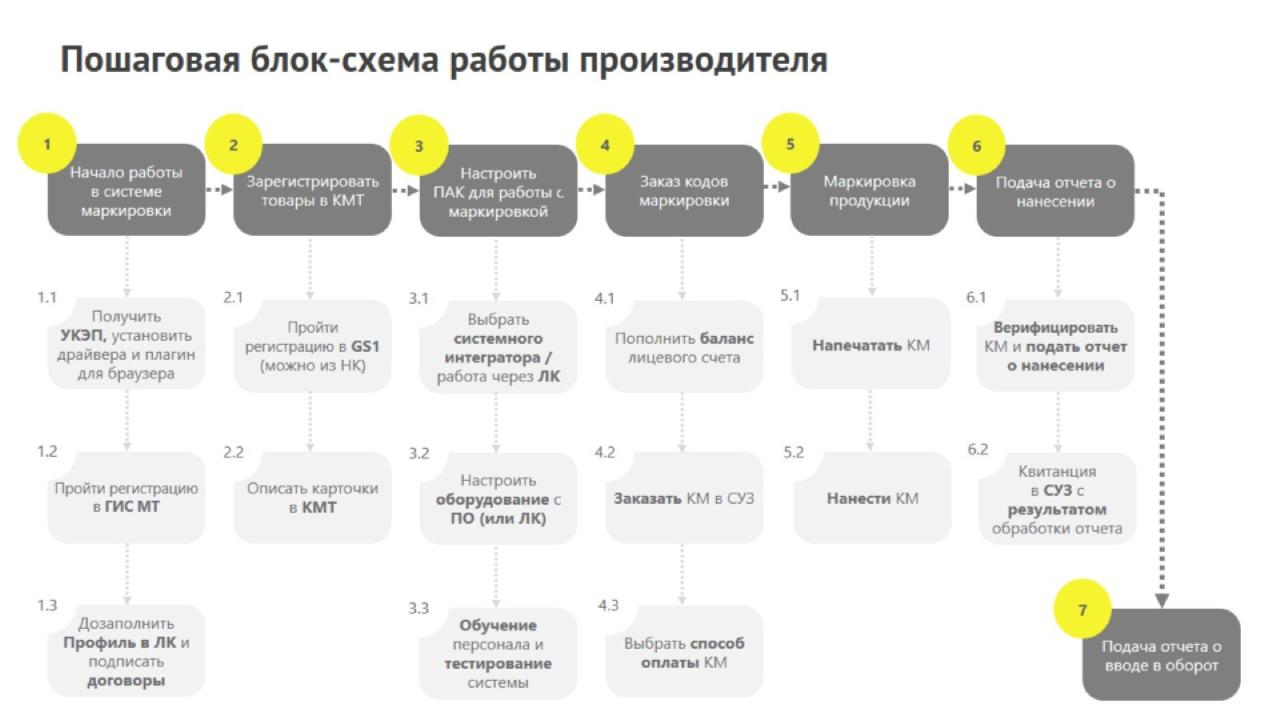 Пошаговая блок-схема работы производителя
1
Начало работы
в системе
маркировки
2
Зарегистрировать
товары в КМТ
3
Настроить
ПАК для работы с
маркировкой
4
Заказ кодов
маркировки
5
Маркировка
продукции
6
Подача отчета о
нанесении
1.1
Получить
УКЭП, установить
драйвера и плагин
для браузера
2.1
Пройти
регистрацию в GS1
(можно из НК)
3.1
Выбрать
системного
интегратора /
работа через ЛК
4.1
Пополнить баланс
лицевого счета
5.1
Напечатать КМ
6.1
Верифицировать
КМ и подать отчет
о нанесении
1.2
Пройти регистрацию
в ГИС МТ
2.2
Описать карточки
в КМТ
3.2
Настроить
оборудование с
ПО (или ЛК)
4.2
Заказать КМ в СУЗ
5.2
Нанести КМ
6.2
Квитанция
в СУЗ с
результатом
обработки отчета
1.3
Дозаполнить
Профиль в ЛК и
подписать
договоры
3.3
Обучение
персонала и
тестирование
системы
4.3
Выбрать способ
оплаты КМ
7
Подача отчета о
вводе в оборот